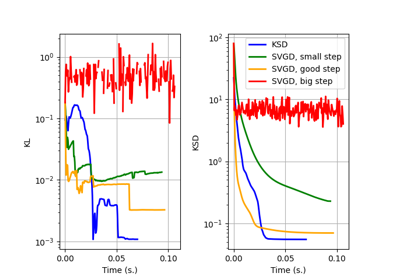 KL
10⁰
10⁻¹
10⁻²
10⁻³
0.00 0.05 0.10
Time (s.)
KSD
10²
10¹
10⁰
10⁻¹
0.00 0.05 0.10
Time (s.)
KSD
SVGD, small step
SVGD, good step
SVGD, big step